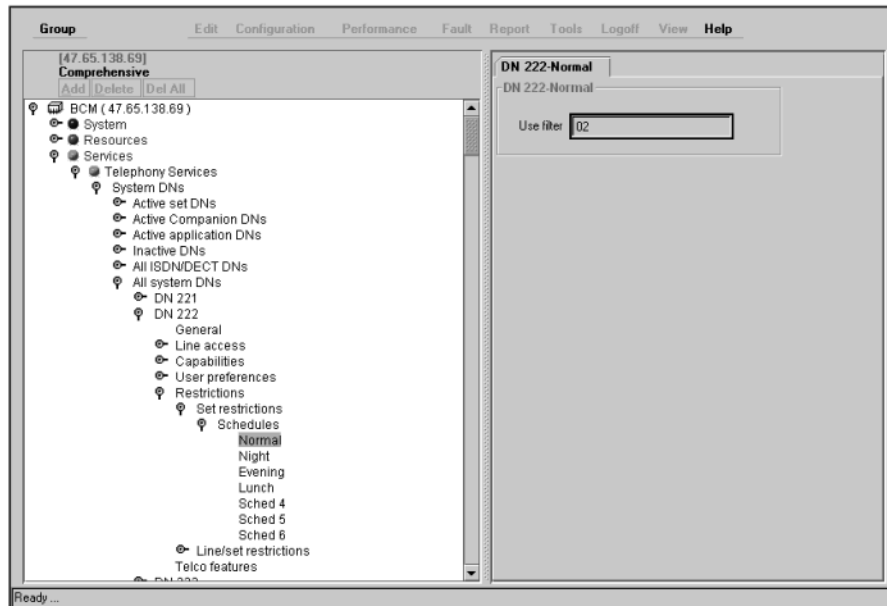 Group Edit Configuration Performance Fault Report Tools Logoff View Help
[47.65.138.69]
Comprehensive
Add Delete Del All
BCM ( 47.65.138.69 )
System
Resources
Services
Telephony Services
System DNs
Active set DNs
Active Companion DNs
Active application DNs
Inactive DNs
All ISDN/DECT DNs
All system DNs
DN 221
DN 222
General
Line access
Capabilities
User preferences
Restrictions
Set restrictions
Schedules
Normal
Night
Evening
Lunch
Sched 4
Sched 5
Sched 6
Line/set restrictions
Telco features
DN 222-Normal
DN 222-Normal
Use filter 02
Ready ...